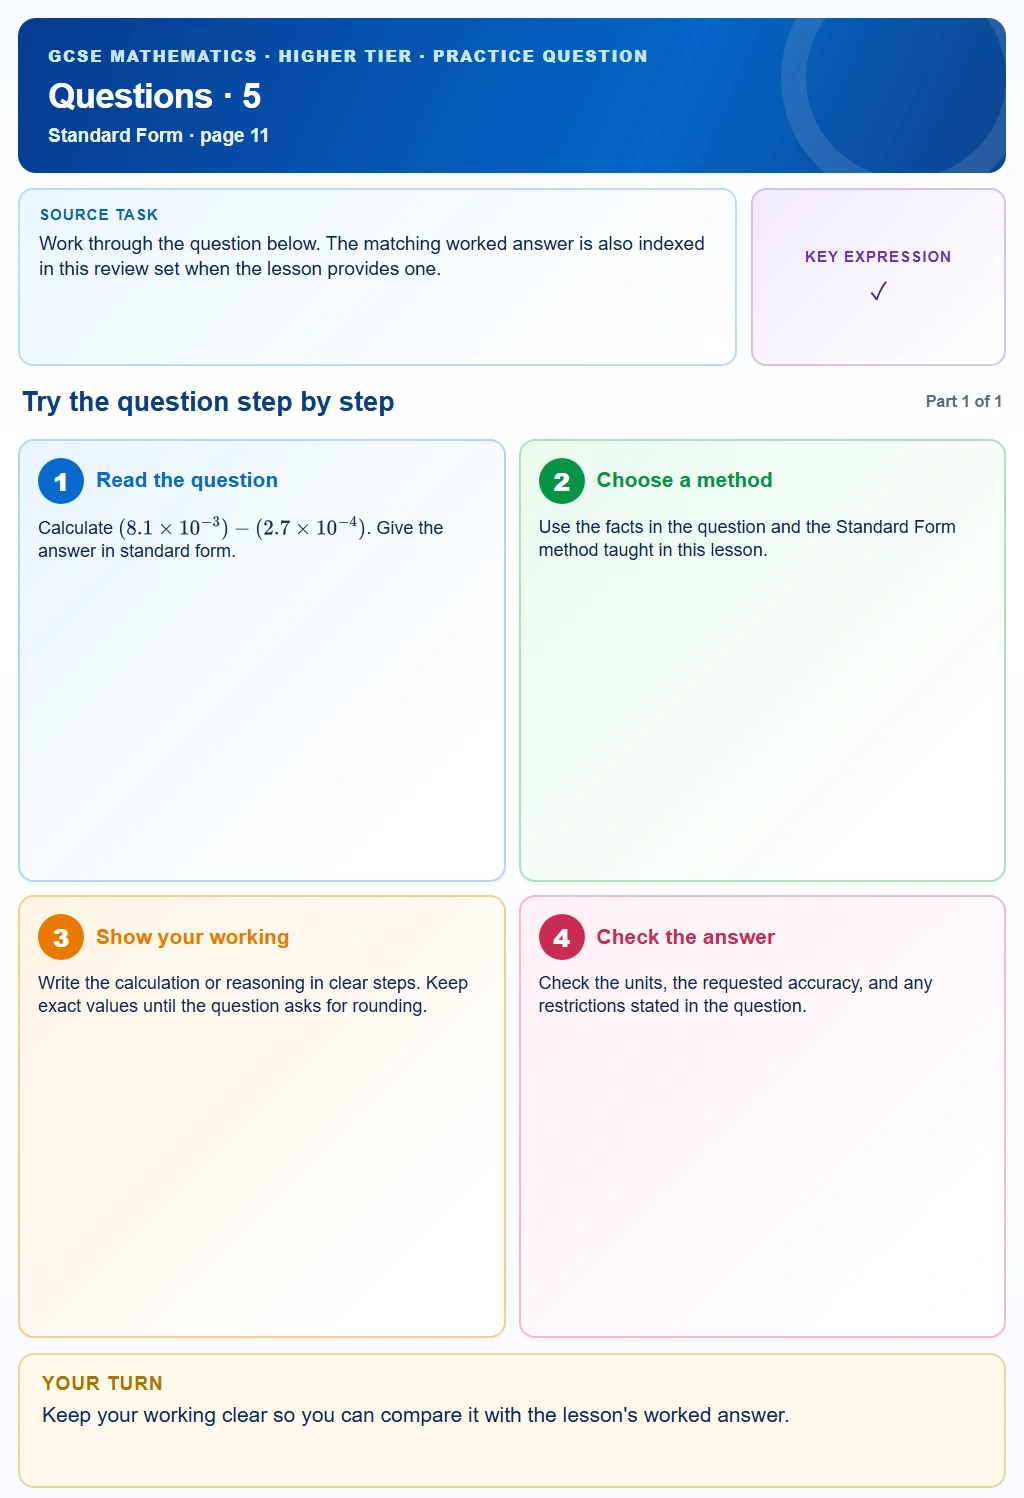 GCSE MATHEMATICS · HIGHER TIER · PRACTICE QUESTION
Questions · 5
Standard Form · page 11
SOURCE TASK
Work through the question below. The matching worked answer is also indexed
in this review set when the lesson provides one.
KEY EXPRESSION
✓
Try the question step by step
Part 1 of 1
1 Read the question
Calculate (8.1 × 10⁻³) − (2.7 × 10⁻⁴). Give the
answer in standard form.
2 Choose a method
Use the facts in the question and the Standard Form
method taught in this lesson.
3 Show your working
Write the calculation or reasoning in clear steps. Keep
exact values until the question asks for rounding.
4 Check the answer
Check the units, the requested accuracy, and any
restrictions stated in the question.
YOUR TURN
Keep your working clear so you can compare it with the lesson's worked answer.